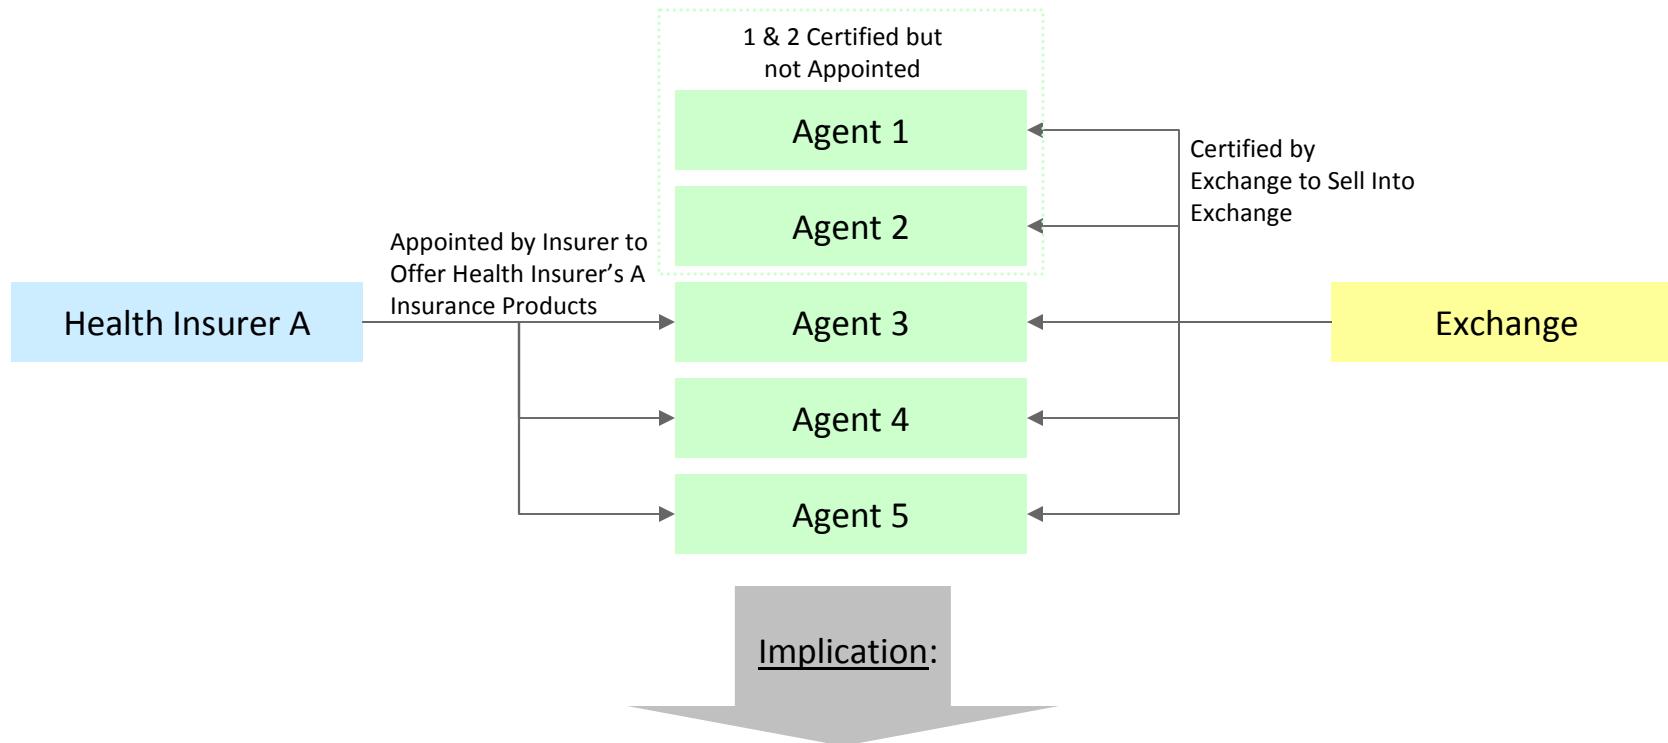 1 & 2 Certified but
not Appointed
Agent 1
Certified by
Exchange to Sell Into
Exchange
Agent 2
Appointed by Insurer to
Offer Health Insurer’s A
Insurance Products
Health Insurer A
Agent 3
Exchange
Agent 4
Agent 5
Implication: